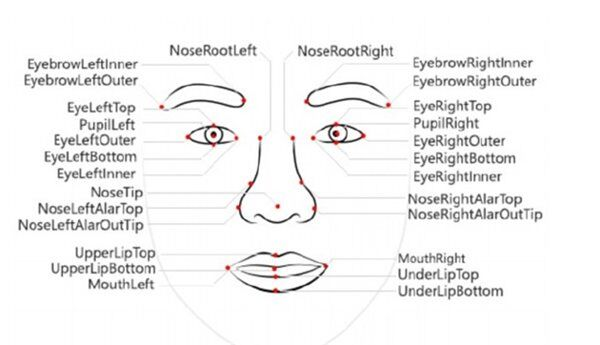 NoseRootLeft NoseRootRight
EyebrowLeftInner EyebrowRightInner
EyebrowLeftOuter EyebrowRightOuter
EyeLeftTop EyeRightTop
PupilLeft PupilRight
EyeLeftOuter EyeRightOuter
EyeLeftBottom EyeRightBottom
EyeLeftInner EyeRightInner
NoseTip NoseRightAlarTop
NoseLeftAlarTop NoseRightAlarOutTip
NoseLeftAlarOutTip
UpperLipTop MouthRight
UpperLipBottom UnderLipTop
MouthLeft UnderLipBottom